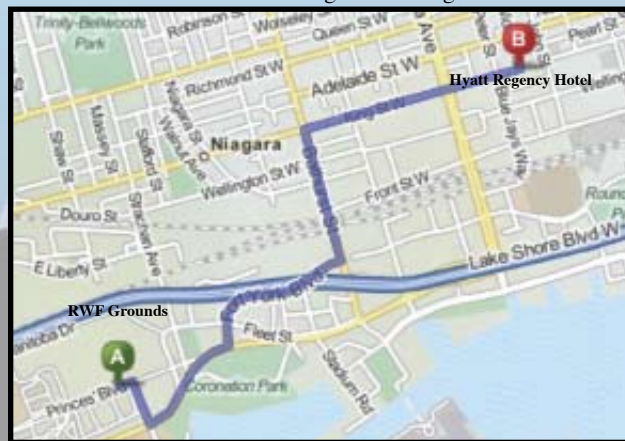 Trinity-Bellwoods
Park
Robinson St
Wolseley St
Queen St W
Richmond St W
Adelaide St W
Pearl St
B
Hyatt Regency Hotel
King St W
Niagara St
Walnut Ave
Niagara
Massey St
Shaw St
Stafford St
Strachan Ave
Wellington St W
Bathurst St
Blue Jays Way
Front St W
Douro St
E Liberty St
Lake Shore Blvd W
Fort York Blvd
RWF Grounds
Fleet St
Stadium Rd
A
Coronation Park
Princes' Blvd